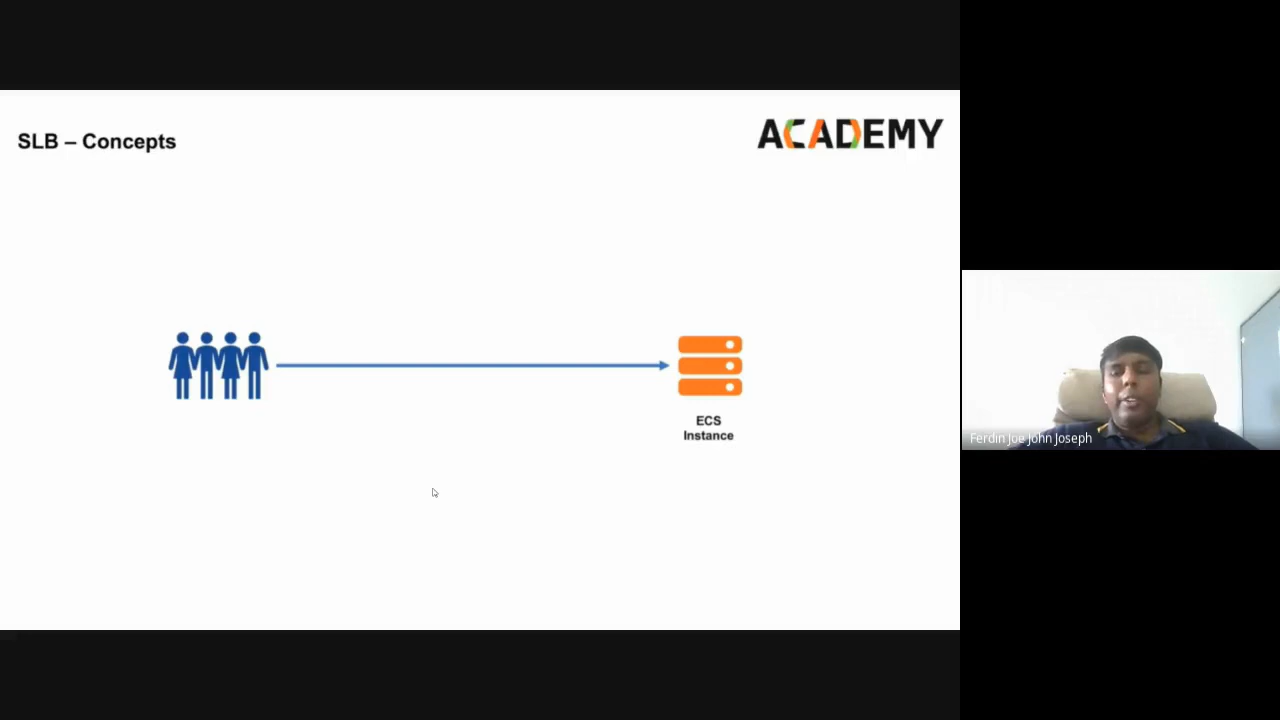 SLB – Concepts
ACADEMY
ECS
Instance
Ferdin Joe John Joseph